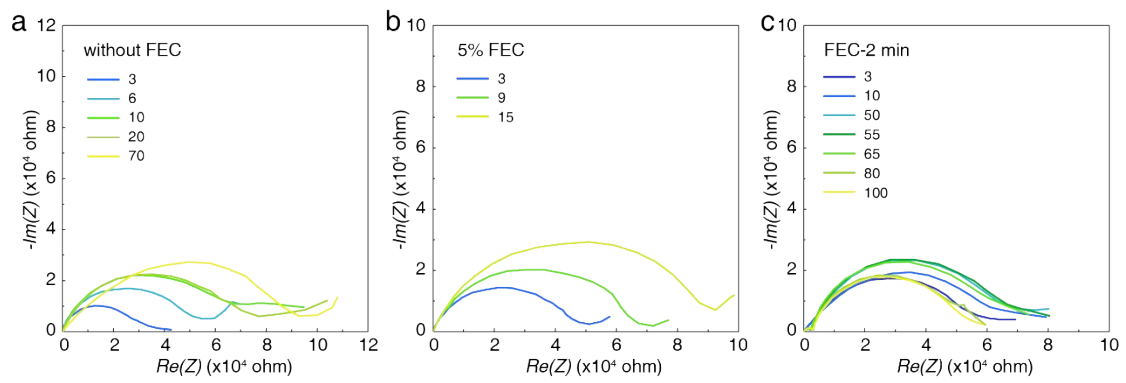 a
without FEC
3
6
10
20
70
12
10
8
6
4
2
0
-Im(Z) (x10⁴ ohm)
0 2 4 6 8 10 12
Re(Z) (x10⁴ ohm)
b
5% FEC
3
9
15
10
8
6
4
2
0
-Im(Z) (x10⁴ ohm)
0 2 4 6 8 10
Re(Z) (x10⁴ ohm)
c
FEC-2 min
3
10
50
55
65
80
100
10
8
6
4
2
0
-Im(Z) (x10⁴ ohm)
0 2 4 6 8 10
Re(Z) (x10⁴ ohm)